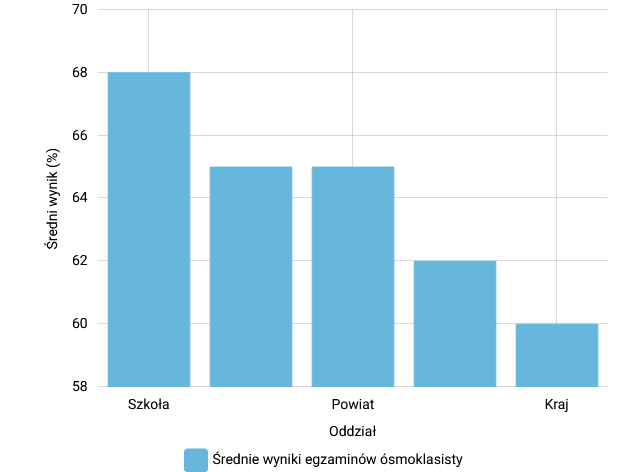 70
68
66
64
62
60
58
Średni wynik (%)
Szkoła
Powiat
Kraj
Oddział
Średnie wyniki egzaminów ósmoklasisty